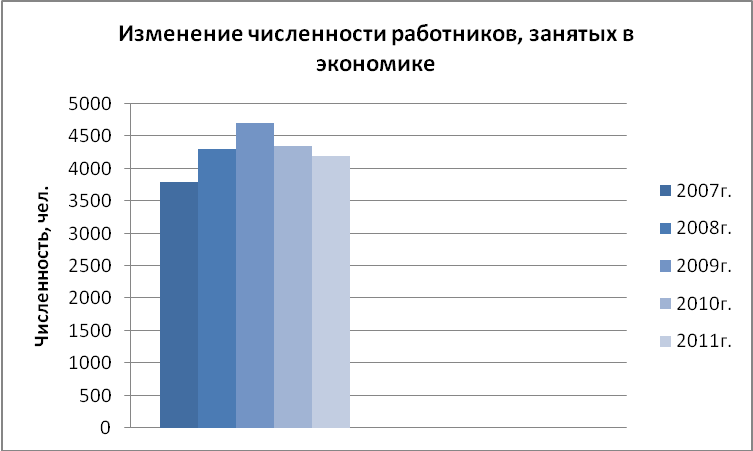 Изменение численности работников, занятых в
экономике
Численность, чел.
5000
4500
4000
3500
3000
2500
2000
1500
1000
500
0
2007г.
2008г.
2009г.
2010г.
2011г.